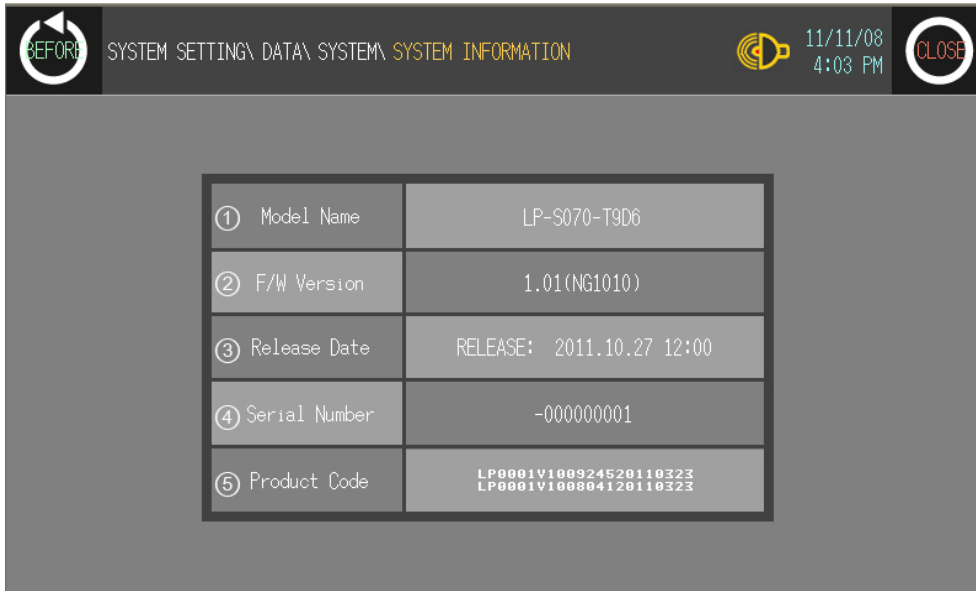 BEFORE
SYSTEM SETTING\ DATA\ SYSTEM\ SYSTEM INFORMATION
11/11/08
4:03 PM
CLOSE
① Model Name
LP-S070-T9D6
② F/W Version
1.01(NG1010)
③ Release Date
RELEASE: 2011.10.27 12:00
④ Serial Number
-000000001
⑤ Product Code
LP0001V100924520110323
LP0001V100804120110323